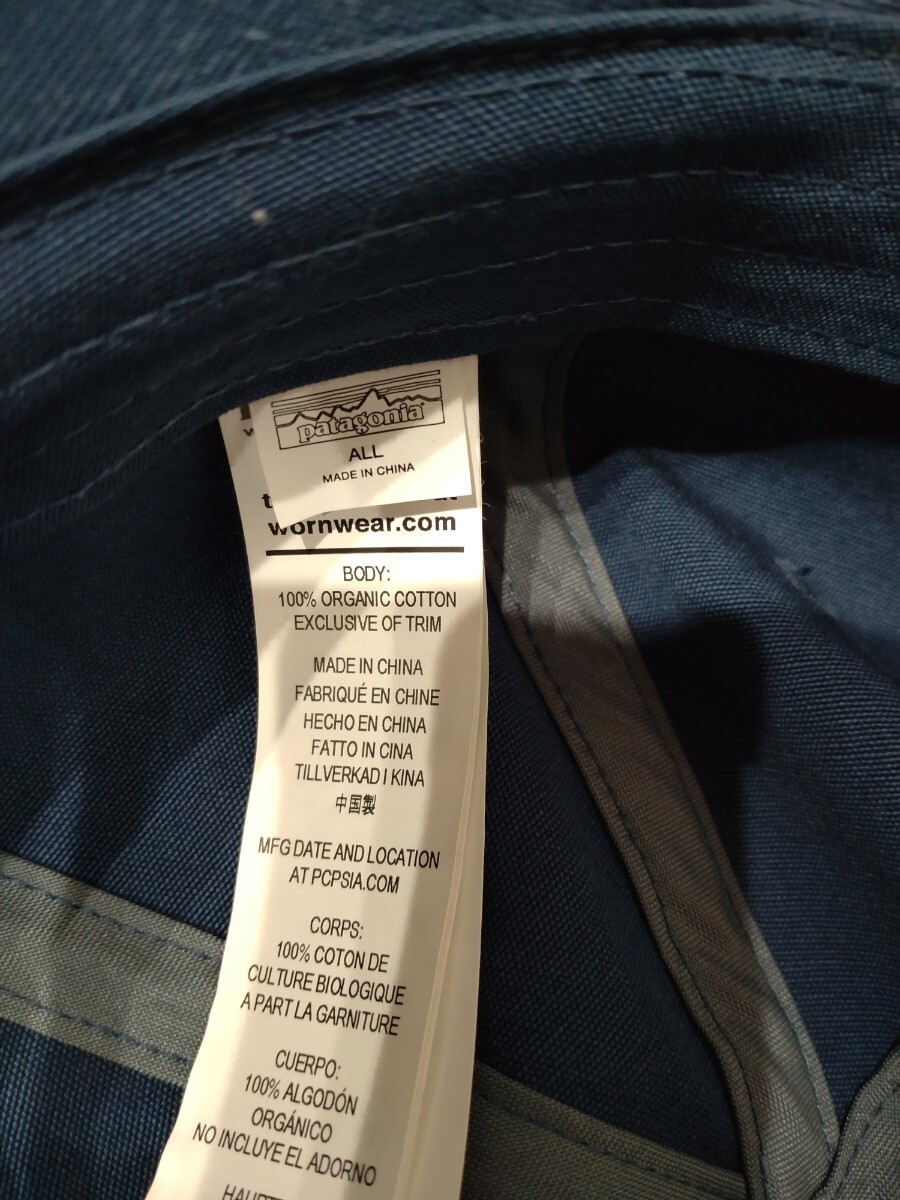 patagonia
ALL
MADE IN CHINA
wornwear.com
BODY:
100% ORGANIC COTTON
EXCLUSIVE OF TRIM
MADE IN CHINA
FABRIQUÉ EN CHINE
HECHO EN CHINA
FATTO IN CINA
TILLVERKAD I KINA
中国製
MFG DATE AND LOCATION
AT PCPSIA.COM
CORPS:
100% COTON DE
CULTURE BIOLOGIQUE
A PART LA GARNITURE
CUERPO:
100% ALGODÓN
ORGÁNICO
NO INCLUYE EL ADORNO